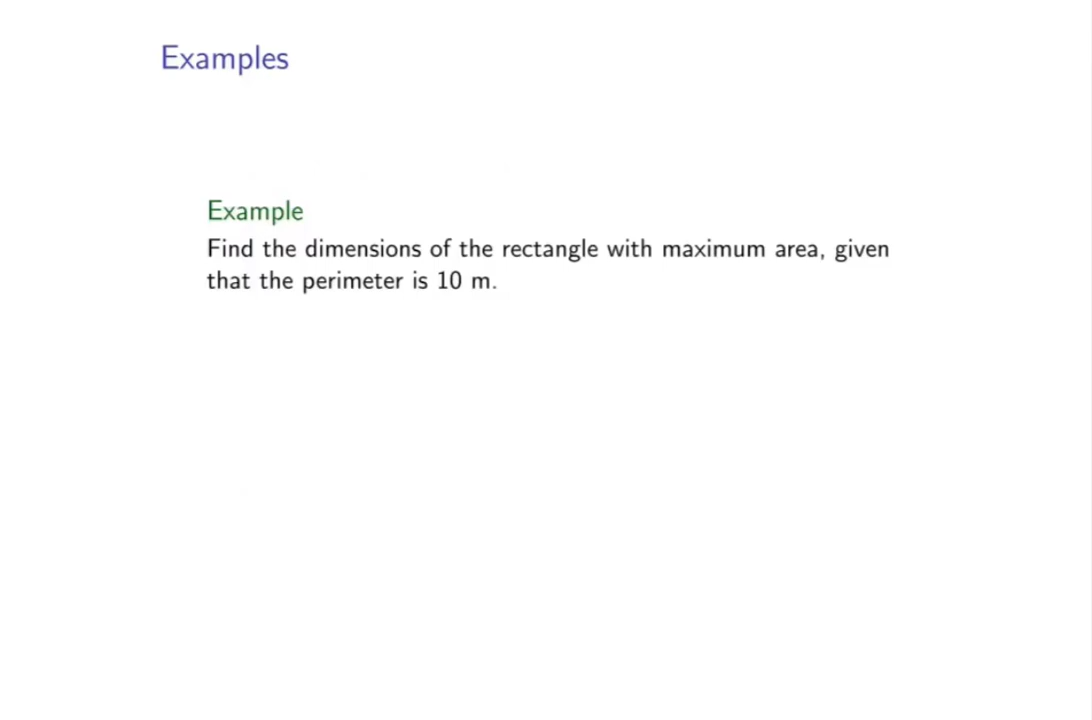 Examples
Example
Find the dimensions of the rectangle with maximum area, given
that the perimeter is 10 m.